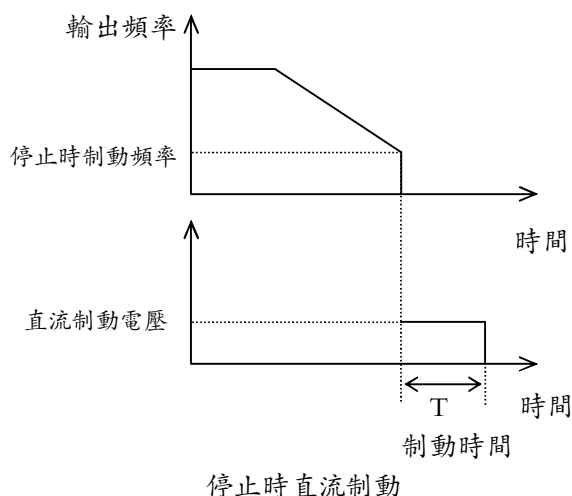 輸出頻率
停止時制動頻率
時間
直流制動電壓
T
時間
制動時間
停止時直流制動